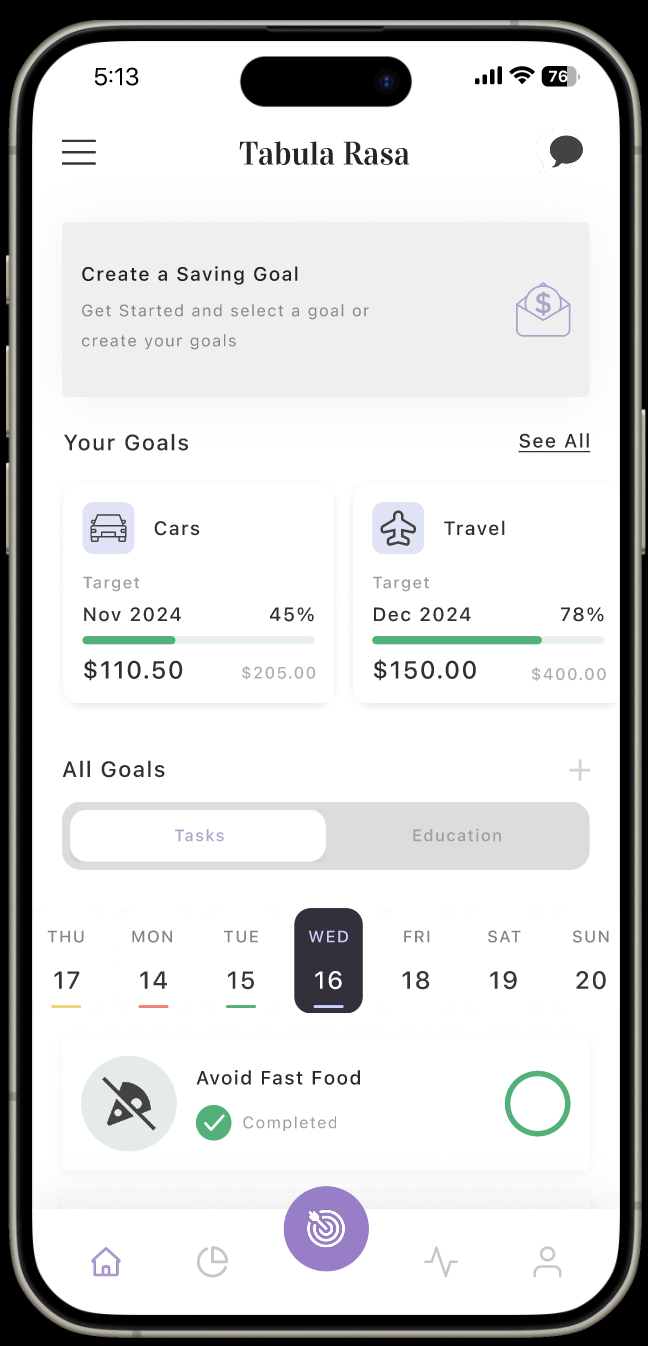 5:13
76
Tabula Rasa
Create a Saving Goal
Get Started and select a goal or
create your goals
Your Goals
See All
Cars
Target
Nov 2024
45%
$110.50
$205.00
Travel
Target
Dec 2024
78%
$150.00
$400.00
All Goals
Tasks
Education
THU
17
MON
14
TUE
15
WED
16
FRI
18
SAT
19
SUN
20
Avoid Fast Food
Completed